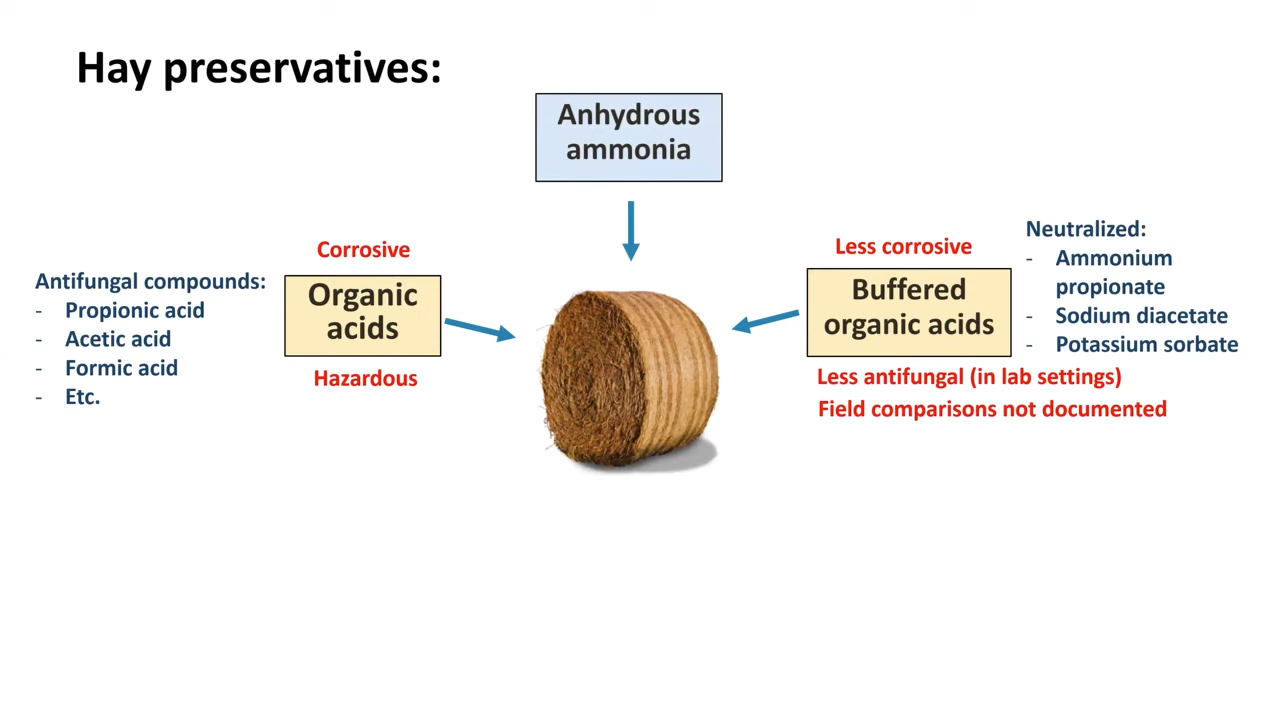 Hay preservatives:
Anhydrous
ammonia
Corrosive
Antifungal compounds:
- Propionic acid
- Acetic acid
- Formic acid
- Etc.
Organic
acids
Hazardous
Less corrosive
Buffered
organic acids
Neutralized:
- Ammonium
propionate
- Sodium diacetate
- Potassium sorbate
Less antifungal (in lab settings)
Field comparisons not documented